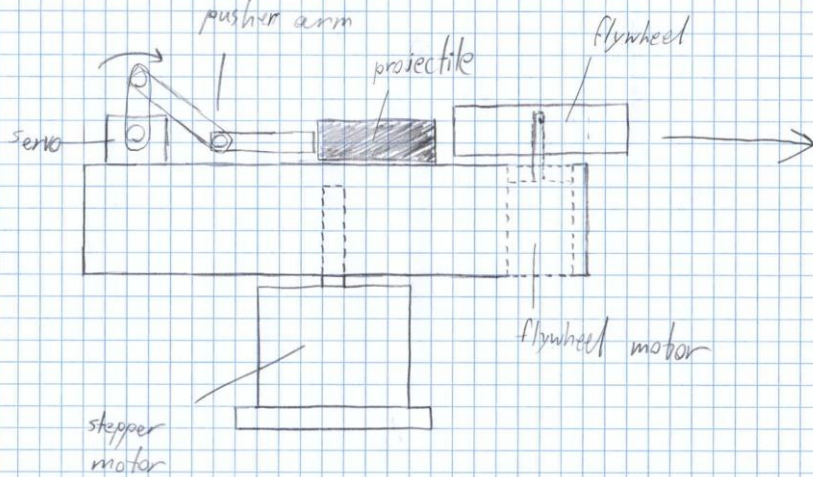 pusher arm
flywheel
projectile
servo
flywheel motor
stepper
motor